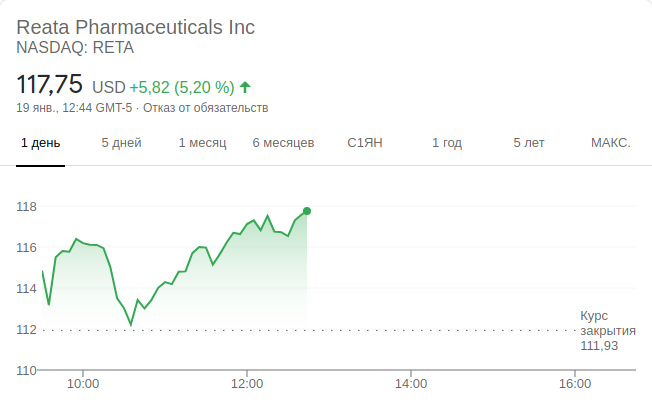 Reata Pharmaceuticals Inc
NASDAQ: RETA
117,75 USD +5,82 (5,20 %)
19 янв., 12:44 GMT-5 · Отказ от обязательств
1 день 5 дней 1 месяц 6 месяцев С1ЯН 1 год 5 лет МАКС.
118
116
114
112
110
Курс
закрытия
111,93
10:00 12:00 14:00 16:00